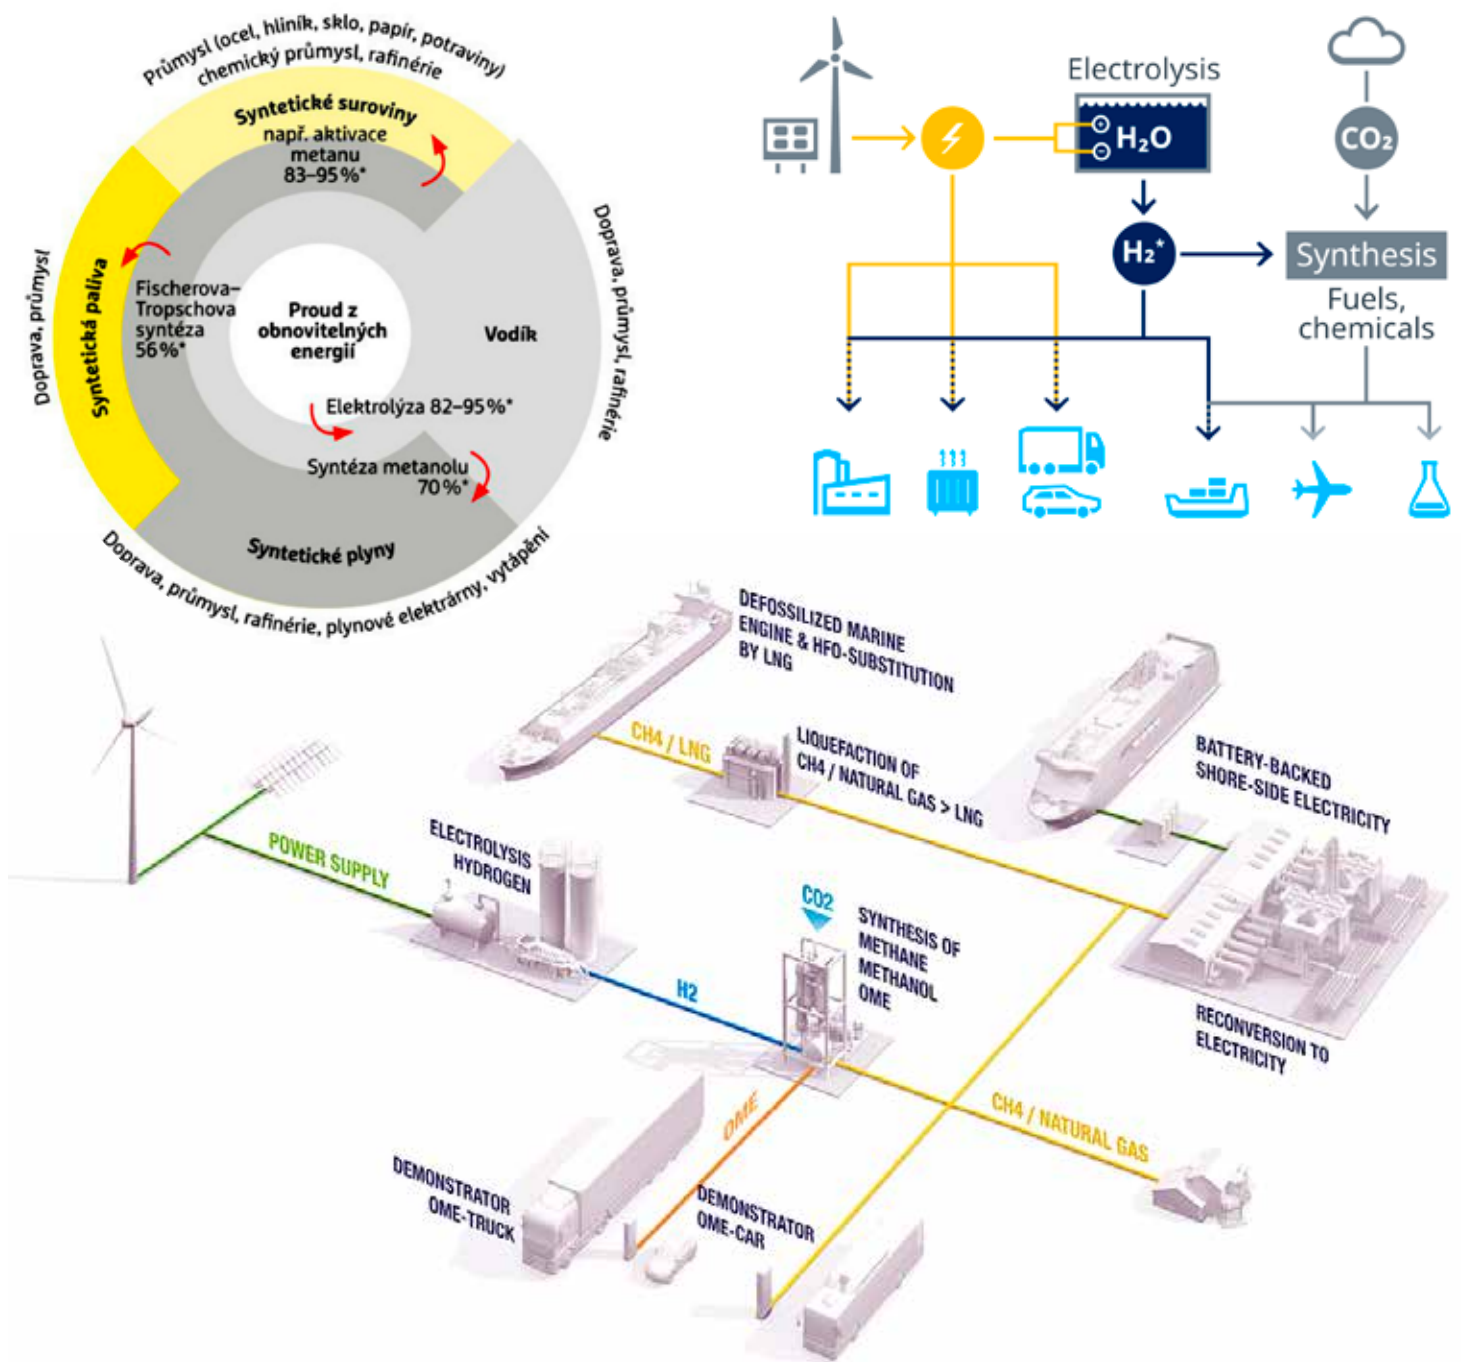 Průmysl (ocel, hliník, sklo, papír, potraviny)
chemický průmysl, rafinérie
Syntetické suroviny
např. aktivace
metanu
83–95 %*
Doprava, průmysl
Syntetická paliva
Fischerova–
Tropschova
syntéza
56 %*
Proud z
obnovitelných
energií
Vodík
Doprava, průmysl, rafinérie
Elektrolýza 82–95 %*
Syntéza metanolu
70 %*
Syntetické plyny
Doprava, průmysl, rafinérie, plynové elektrárny, vytápění
Electrolysis
+
−
H₂O
CO₂
H₂*
Synthesis
Fuels,
chemicals
DEFOSSILIZED MARINE
ENGINE & HFO-SUBSTITUTION
BY LNG
CH4 / LNG
LIQUEFACTION OF
CH4 / NATURAL GAS > LNG
BATTERY-BACKED
SHORE-SIDE ELECTRICITY
POWER SUPPLY
ELECTROLYSIS
HYDROGEN
CO2
SYNTHESIS OF
METHANE
METHANOL
OME
H2
RECONVERSION TO
ELECTRICITY
OME
CH4 / NATURAL GAS
DEMONSTRATOR
OME-TRUCK
DEMONSTRATOR
OME-CAR